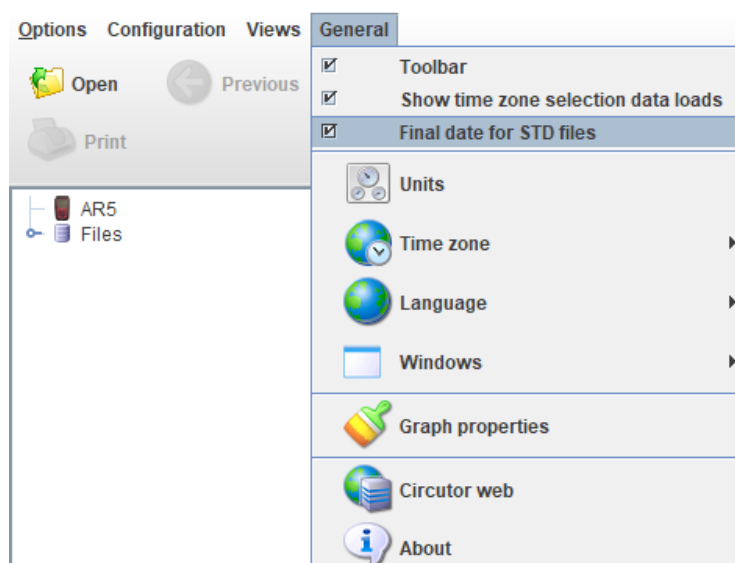 Options Configuration Views General
Open Previous
Print
AR5
Files
Toolbar
Show time zone selection data loads
Final date for STD files
Units
Time zone
Language
Windows
Graph properties
Circutor web
About